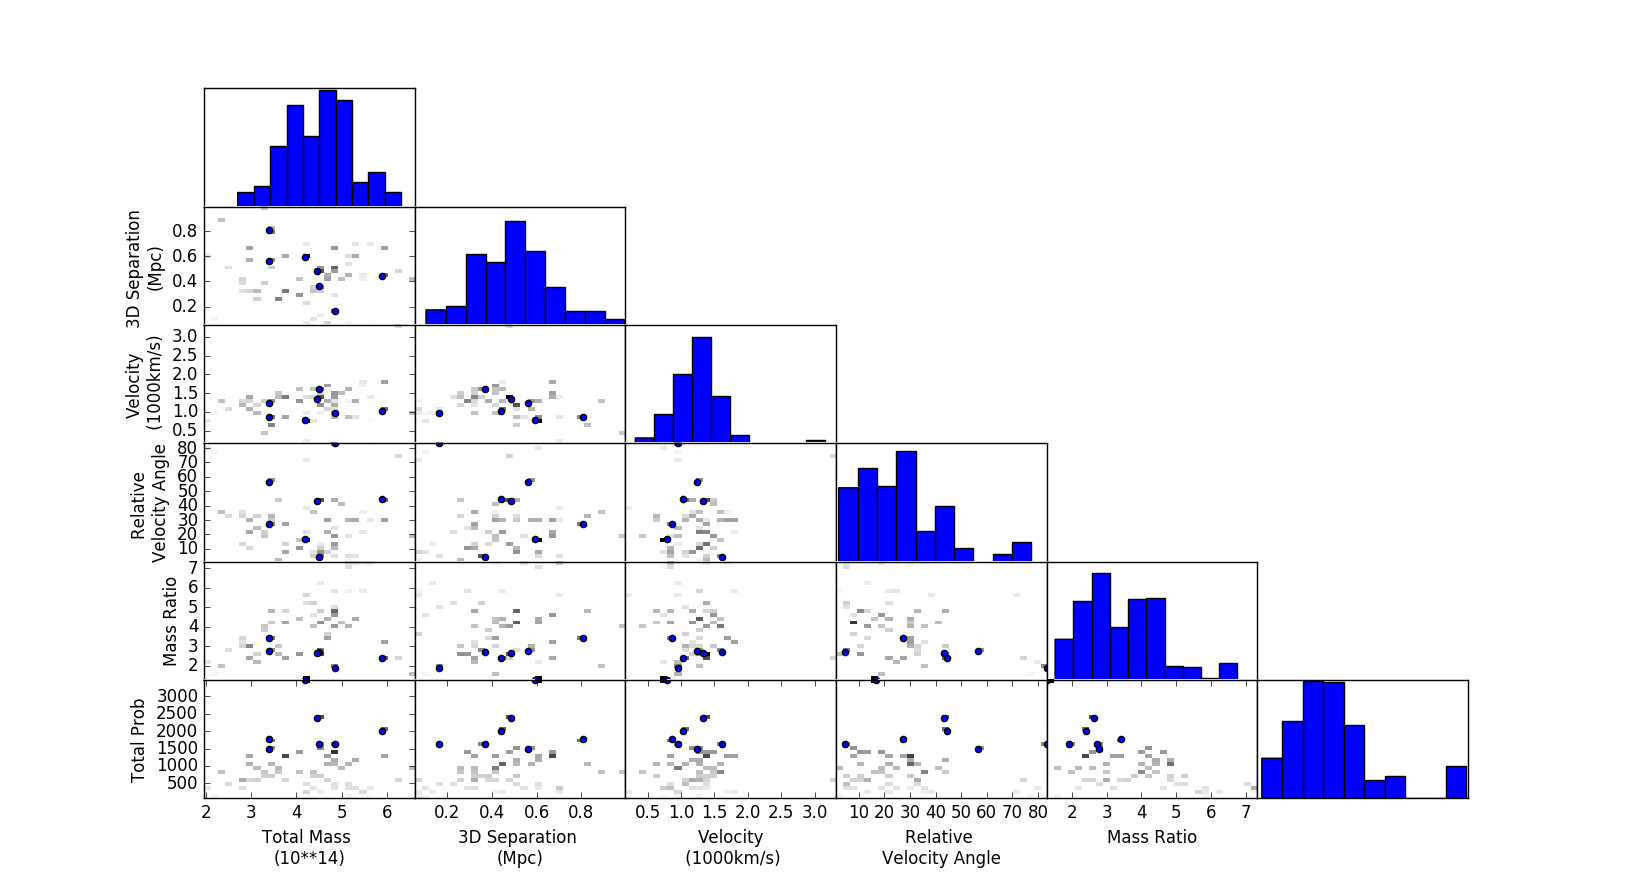 3D Separation
(Mpc)
0.8
0.6
0.4
0.2
Velocity
(1000km/s)
3.0
2.5
2.0
1.5
1.0
0.5
Relative
Velocity Angle
80
70
60
50
40
30
20
10
Mass Ratio
7
6
5
4
3
2
Total Prob
3000
2500
2000
1500
1000
500
2 3 4 5 6
0.2 0.4 0.6 0.8
0.5 1.0 1.5 2.0 2.5 3.0
10 20 30 40 50 60 70 80
2 3 4 5 6 7
Total Mass
(10**14)
3D Separation
(Mpc)
Velocity
(1000km/s)
Relative
Velocity Angle
Mass Ratio